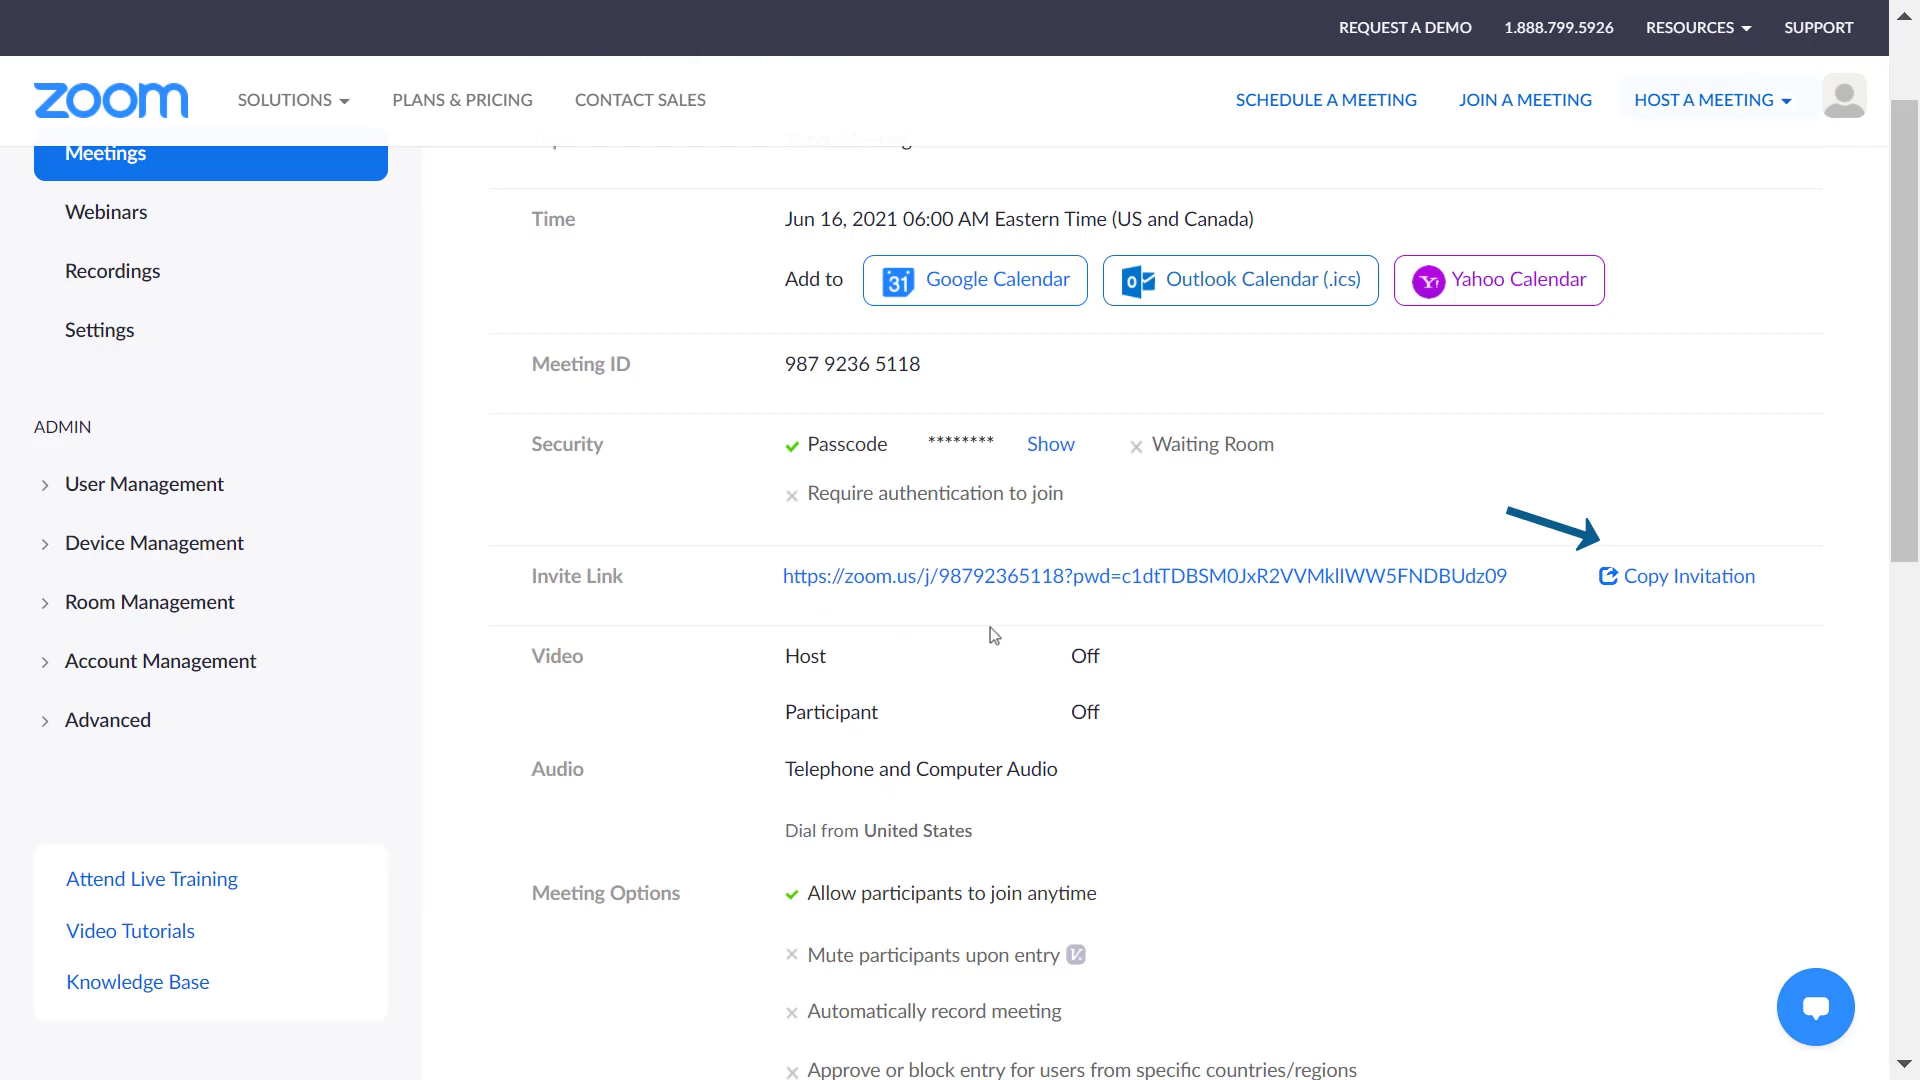 REQUEST A DEMO 1.888.799.5926 RESOURCES SUPPORT
zoom SOLUTIONS PLANS & PRICING CONTACT SALES SCHEDULE A MEETING JOIN A MEETING HOST A MEETING
Meetings
Webinars
Recordings
Settings
ADMIN
User Management
Device Management
Room Management
Account Management
Advanced
Attend Live Training
Video Tutorials
Knowledge Base
Time Jun 16, 2021 06:00 AM Eastern Time (US and Canada)
Add to 31 Google Calendar Outlook Calendar (.ics) Y! Yahoo Calendar
Meeting ID 987 9236 5118
Security Passcode ******** Show Waiting Room
Require authentication to join
Invite Link https://zoom.us/j/98792365118?pwd=c1dtTDBSM0JxR2VVMklIWW5FNDBUdz09 Copy Invitation
Video Host Off
Participant Off
Audio Telephone and Computer Audio
Dial from United States
Meeting Options Allow participants to join anytime
Mute participants upon entry
Automatically record meeting
Approve or block entry for users from specific countries/regions